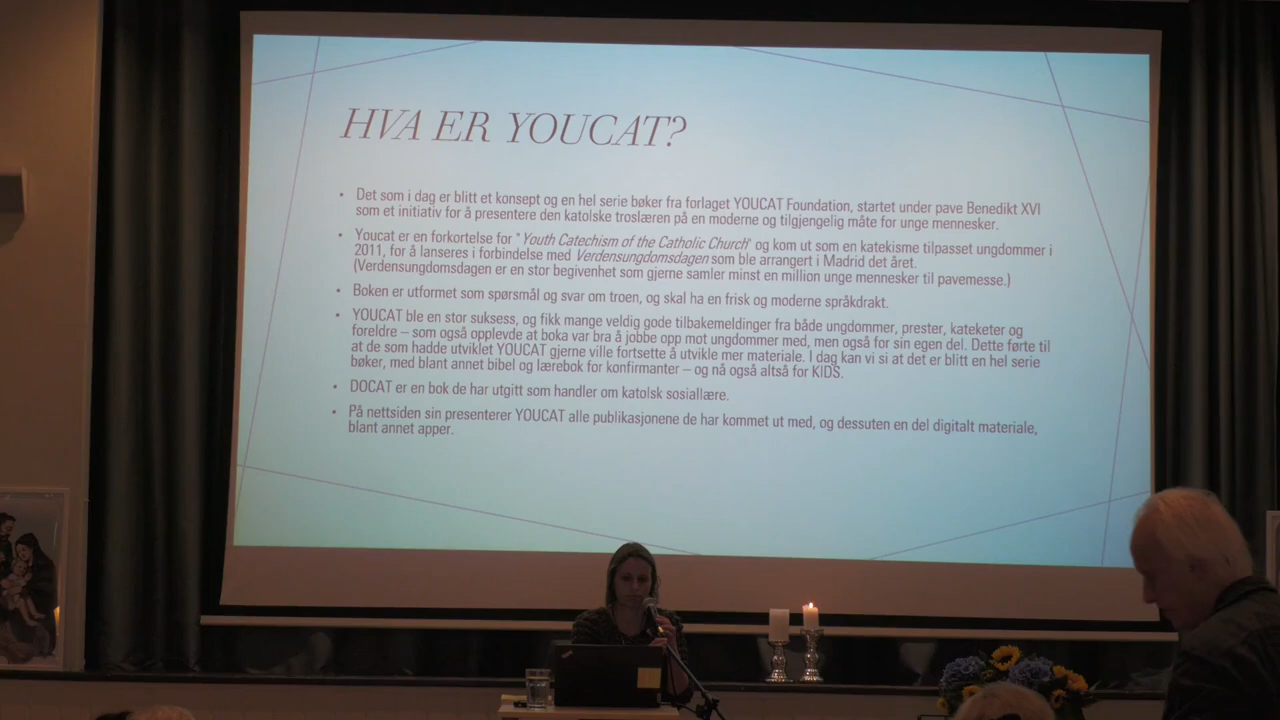 HVA ER YOUCAT?
• Det som i dag er blitt et konsept og en hel serie bøker fra forlaget YOUCAT Foundation, startet under pave Benedikt XVI
som et initiativ for å presentere den katolske troslæren på en moderne og tilgjengelig måte for unge mennesker.
• Youcat er en forkortelse for "Youth Catechism of the Catholic Church" og kom ut som en katekisme tilpasset ungdommer i
2011, for å lanseres i forbindelse med Verdensungdomsdagen som ble arrangert i Madrid det året.
(Verdensungdomsdagen er en stor begivenhet som gjerne samler minst en million unge mennesker til pavemesse.)
• Boken er utformet som spørsmål og svar om troen, og skal ha en frisk og moderne språkdrakt.
• YOUCAT ble en stor suksess, og fikk mange veldig gode tilbakemeldinger fra både ungdommer, prester, kateketer og
foreldre – som også opplevde at boka var bra å jobbe opp mot ungdommer med, men også for sin egen del. Dette førte til
at de som hadde utviklet YOUCAT gjerne ville fortsette å utvikle mer materiale. I dag kan vi si at det er blitt en hel serie
bøker, med blant annet bibel og lærebok for konfirmanter – og nå også altså for KIDS.
• DOCAT er en bok de har utgitt som handler om katolsk sosiallære.
• På nettsiden sin presenterer YOUCAT alle publikasjonene de har kommet ut med, og dessuten en del digitalt materiale,
blant annet apper.